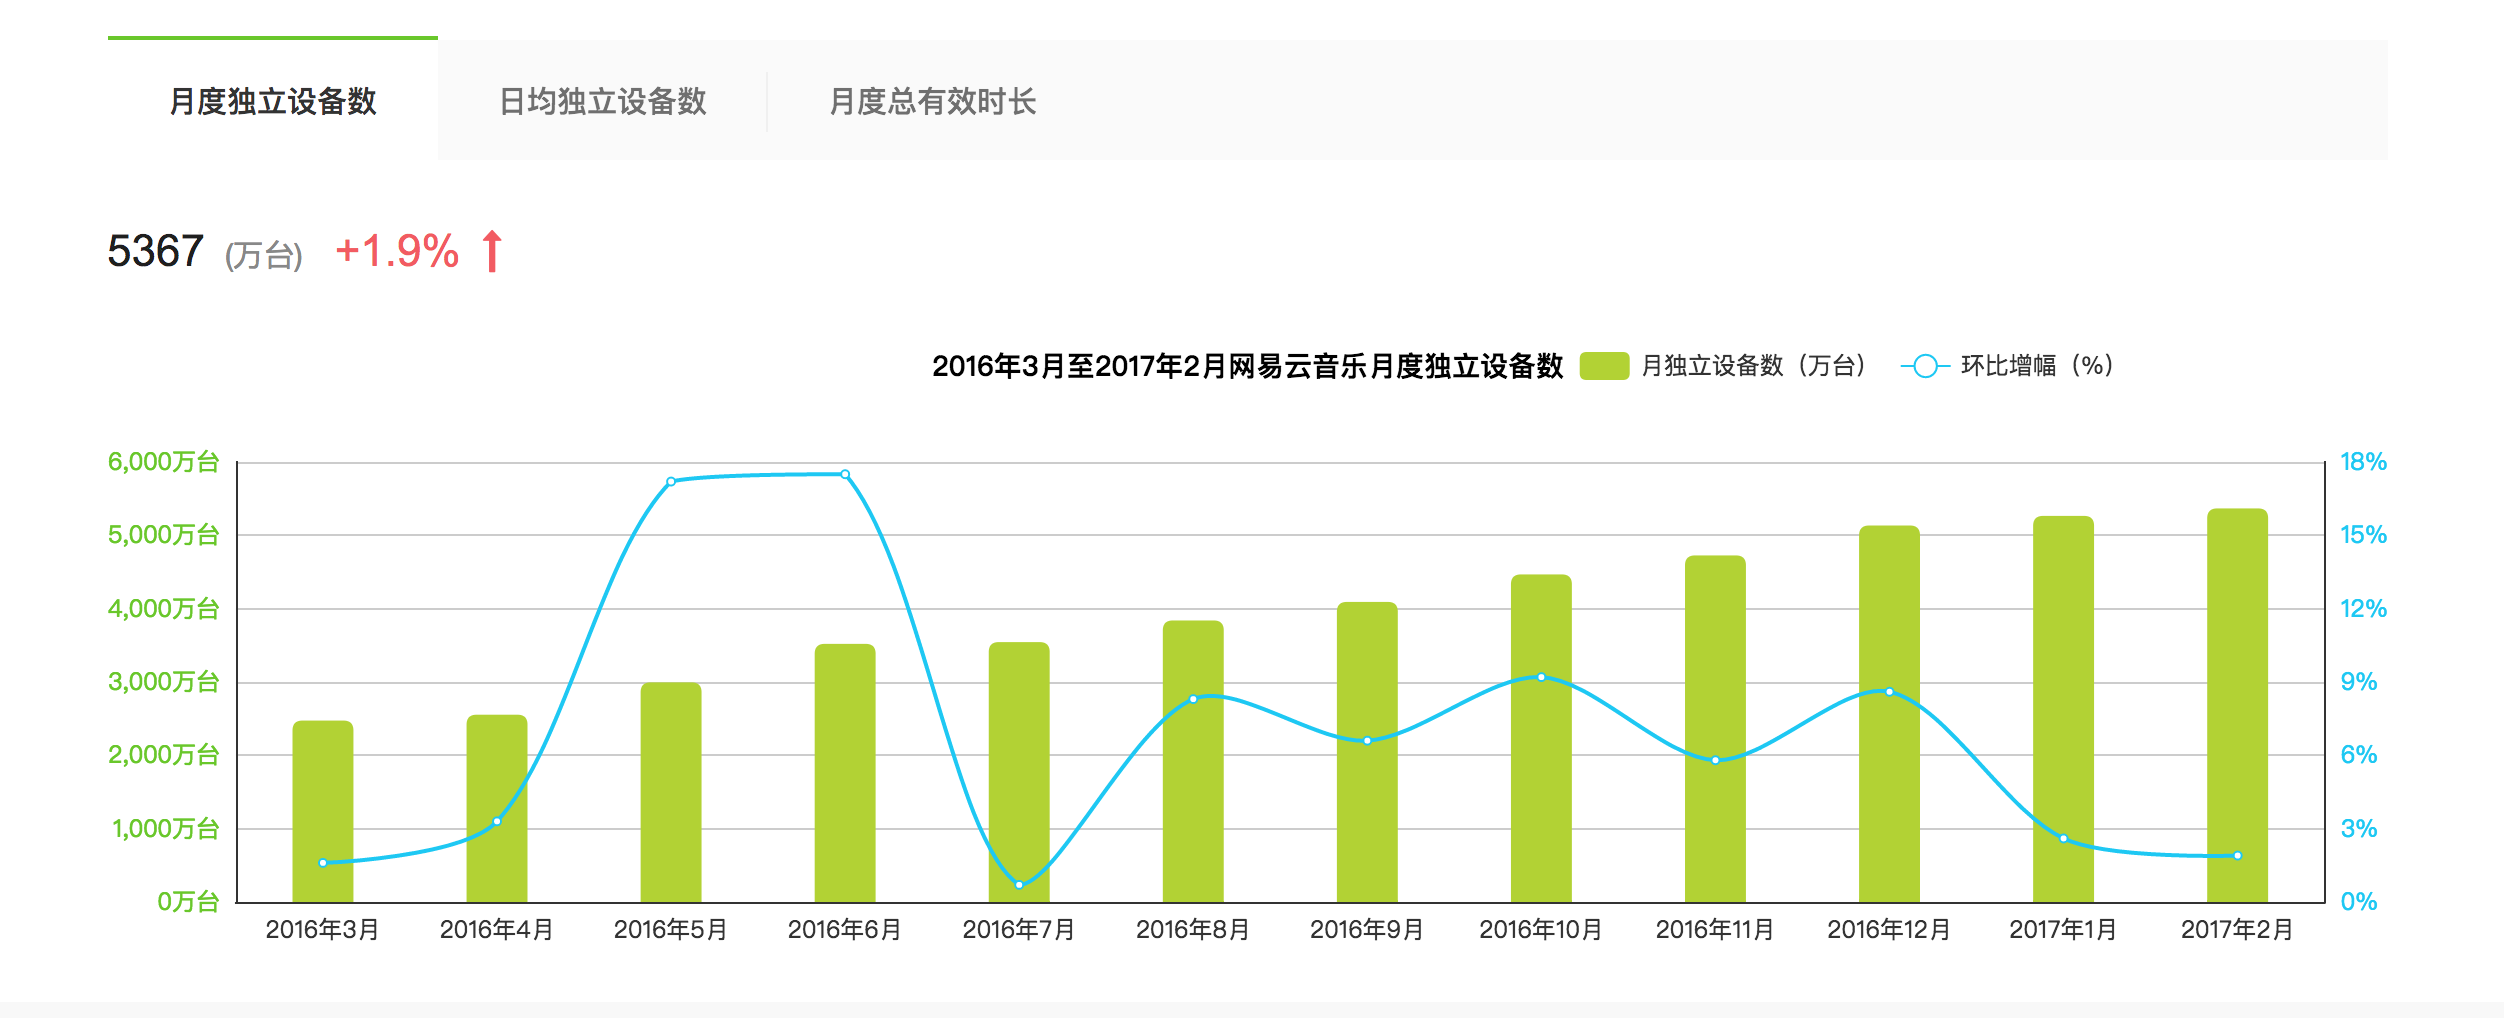 月度独立设备数 日均独立设备数 月度总有效时长
5367 (万台) +1.9%
2016年3月至2017年2月网易云音乐月度独立设备数 月独立设备数（万台） 环比增幅（%）
6,000万台 18%
5,000万台 15%
4,000万台 12%
3,000万台 9%
2,000万台 6%
1,000万台 3%
0万台 0%
2016年3月 2016年4月 2016年5月 2016年6月 2016年7月 2016年8月 2016年9月 2016年10月 2016年11月 2016年12月 2017年1月 2017年2月